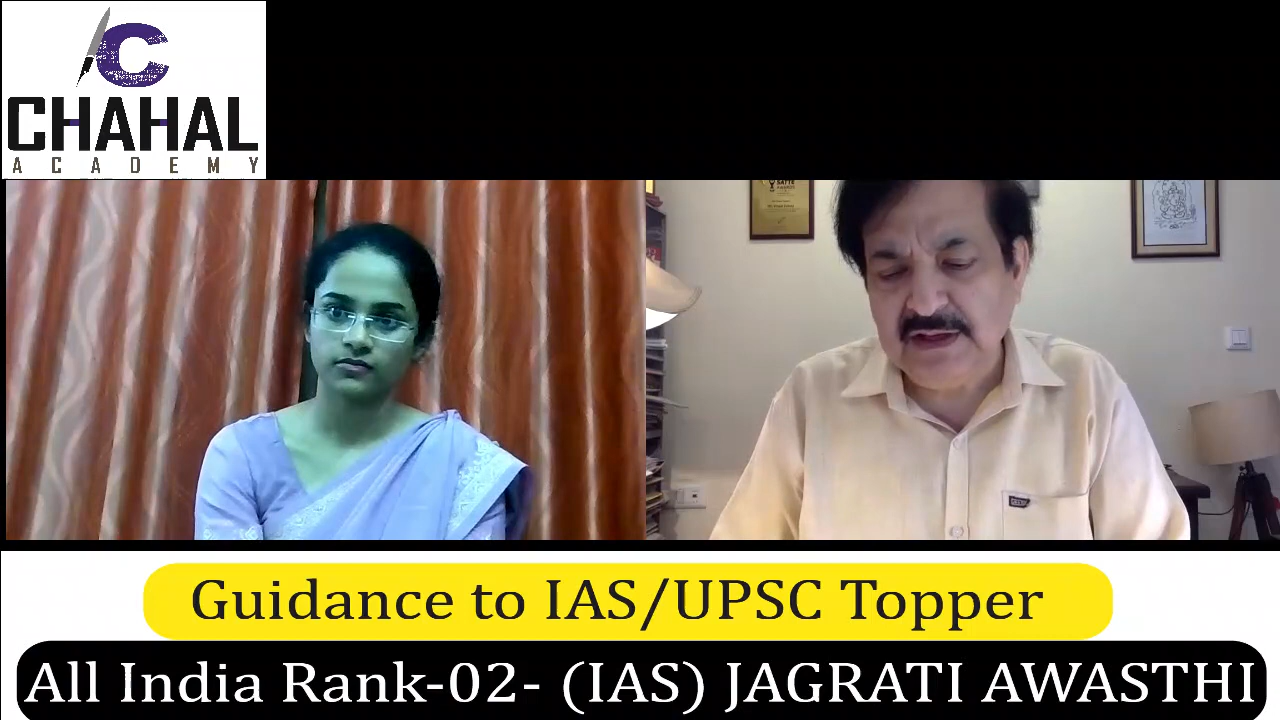 C
CHAHAL
ACADEMY
Guidance to IAS/UPSC Topper
All India Rank-02- (IAS) JAGRATI AWASTHI